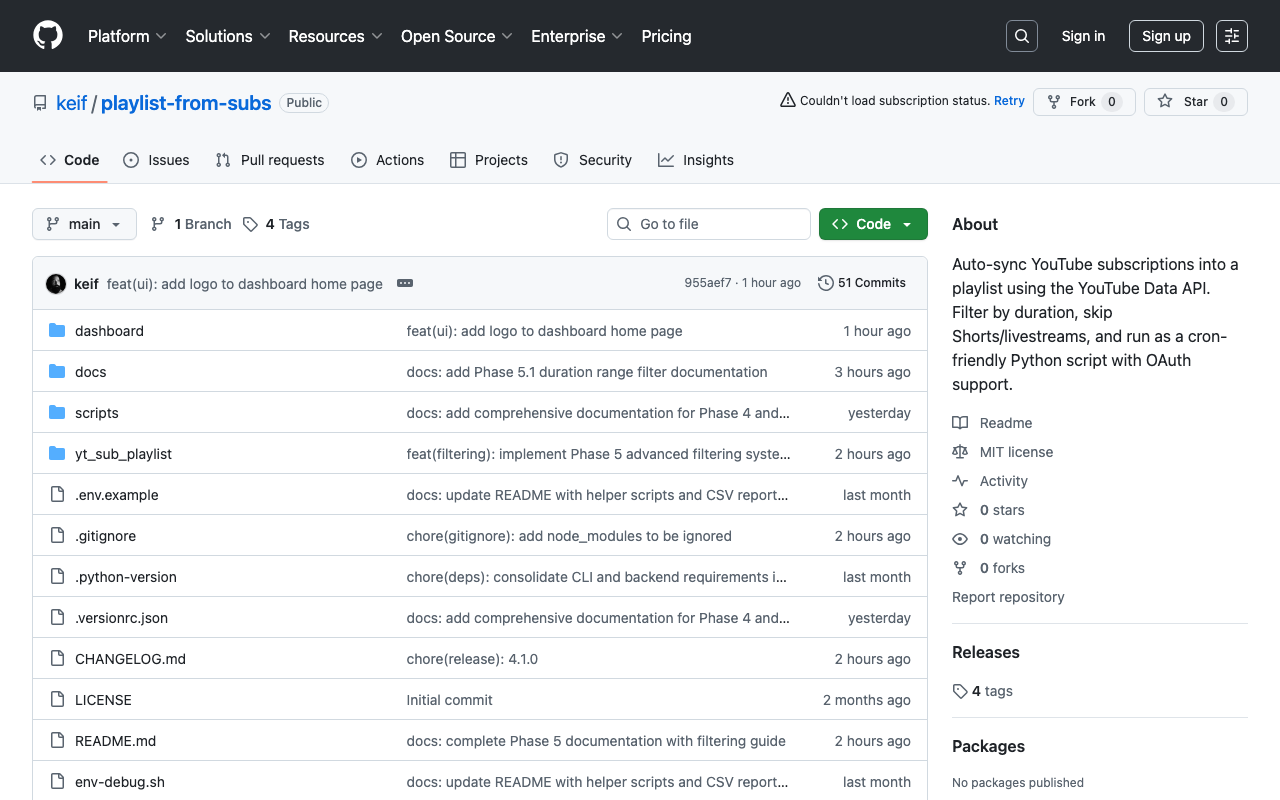 Platform Solutions Resources Open Source Enterprise Pricing Sign in Sign up
keif / playlist-from-subs Public Couldn't load subscription status. Retry Fork 0 Star 0
Code Issues Pull requests Actions Projects Security Insights
main 1 Branch 4 Tags Go to file Code
keif feat(ui): add logo to dashboard home page 955aef7 · 1 hour ago 51 Commits
dashboard feat(ui): add logo to dashboard home page 1 hour ago
docs docs: add Phase 5.1 duration range filter documentation 3 hours ago
scripts docs: add comprehensive documentation for Phase 4 and… yesterday
yt_sub_playlist feat(filtering): implement Phase 5 advanced filtering syste… 2 hours ago
.env.example docs: update README with helper scripts and CSV report… last month
.gitignore chore(gitignore): add node_modules to be ignored 2 hours ago
.python-version chore(deps): consolidate CLI and backend requirements i… last month
.versionrc.json docs: add comprehensive documentation for Phase 4 and… yesterday
CHANGELOG.md chore(release): 4.1.0 2 hours ago
LICENSE Initial commit 2 months ago
README.md docs: complete Phase 5 documentation with filtering guide 2 hours ago
env-debug.sh docs: update README with helper scripts and CSV report… last month
About
Auto-sync YouTube subscriptions into a
playlist using the YouTube Data API.
Filter by duration, skip
Shorts/livestreams, and run as a cron-
friendly Python script with OAuth
support.
Readme
MIT license
Activity
0 stars
0 watching
0 forks
Report repository
Releases
4 tags
Packages
No packages published